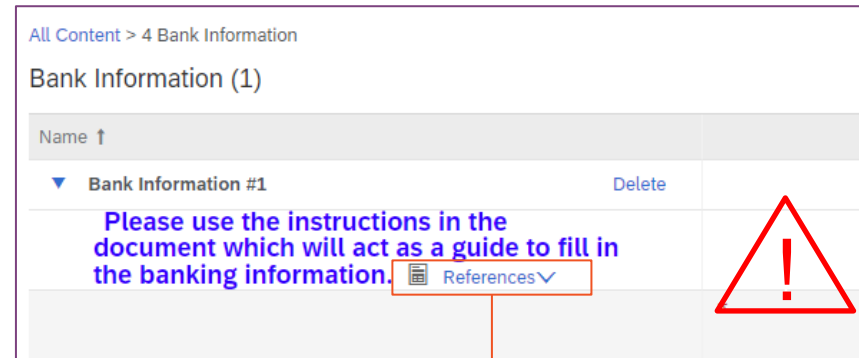 All Content > 4 Bank Information
Bank Information (1)
Name ↑
▼ Bank Information #1 Delete
Please use the instructions in the
document which will act as a guide to fill in
the banking information. References
!